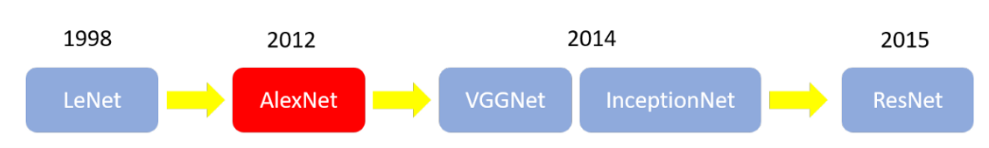 1998 2012 2014 2015
LeNet AlexNet VGGNet InceptionNet ResNet